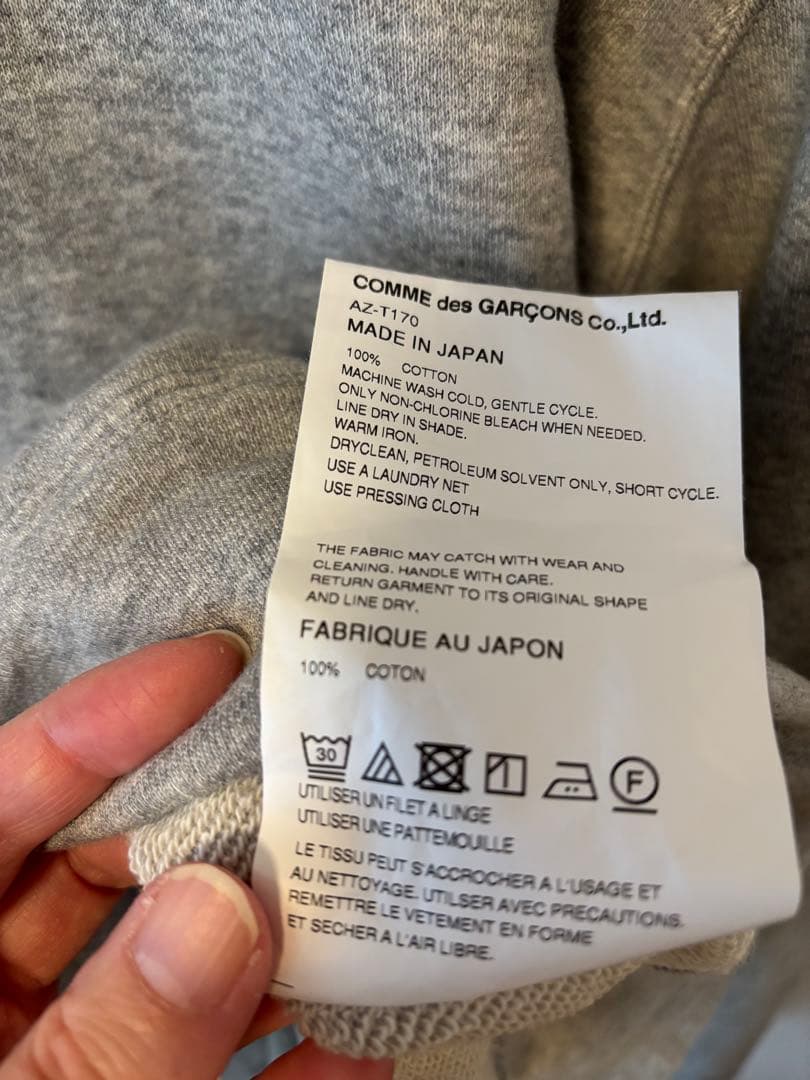 COMME des GARÇONS Co.,Ltd.
AZ-T170
MADE IN JAPAN
100% COTTON
MACHINE WASH COLD, GENTLE CYCLE.
ONLY NON-CHLORINE BLEACH WHEN NEEDED.
LINE DRY IN SHADE.
WARM IRON.
DRYCLEAN, PETROLEUM SOLVENT ONLY, SHORT CYCLE.
USE A LAUNDRY NET
USE PRESSING CLOTH
THE FABRIC MAY CATCH WITH WEAR AND
CLEANING. HANDLE WITH CARE.
RETURN GARMENT TO ITS ORIGINAL SHAPE
AND LINE DRY.
FABRIQUE AU JAPON
100% COTON
30 F
UTILISER UN FILET A LINGE
UTILISER UNE PATTEMOUILLE
LE TISSU PEUT S'ACCROCHER A L'USAGE ET
AU NETTOYAGE. UTILSER AVEC PRECAUTIONS.
REMETTRE LE VETEMENT EN FORME
ET SECHER A L'AIR LIBRE.